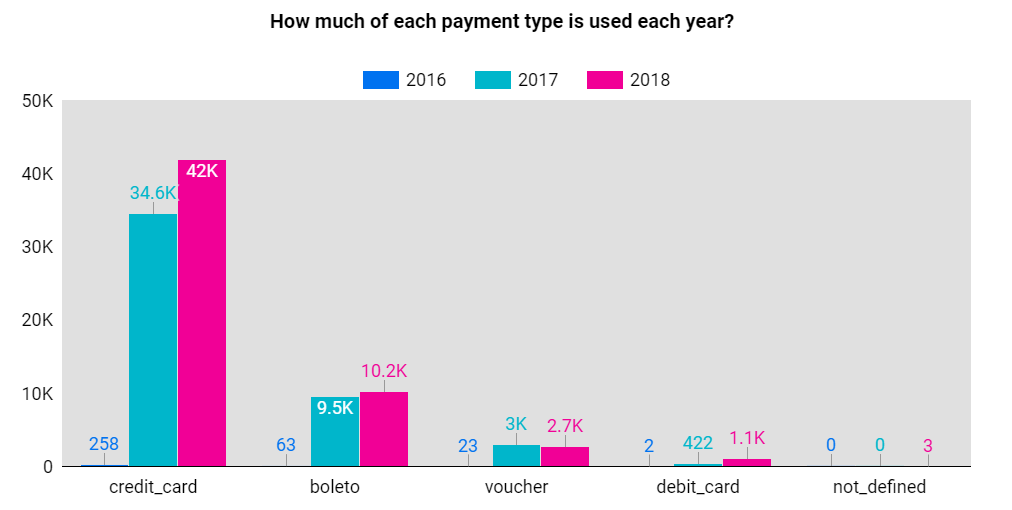 How much of each payment type is used each year?
2016 2017 2018
50K
40K
30K
20K
10K
0
258 34.6K 42K
63 9.5K 10.2K
23 3K 2.7K
2 422 1.1K
0 0 3
credit_card boleto voucher debit_card not_defined